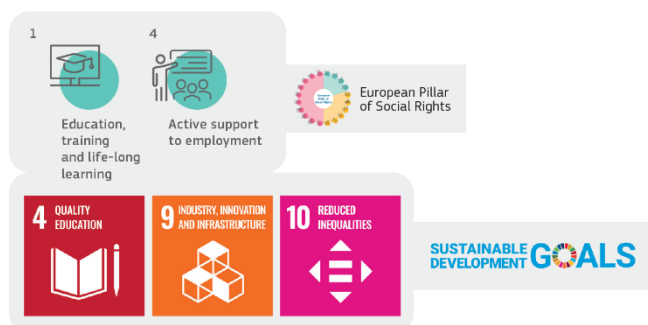 1
4
Education,
training
and life-long
learning
Active support
to employment
European Pillar
of Social Rights
4 QUALITY
EDUCATION
9 INDUSTRY, INNOVATION
AND INFRASTRUCTURE
10 REDUCED
INEQUALITIES
SUSTAINABLE
DEVELOPMENT
GOALS